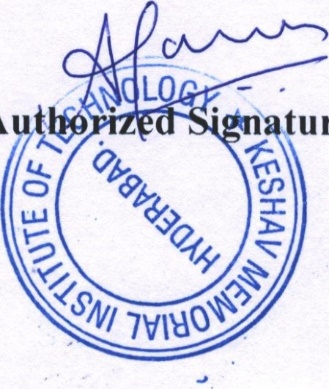 Authorized Signatur
KESHAV MEMORIAL INSTITUTE OF TECHNOLOGY ★
HYDERABAD.